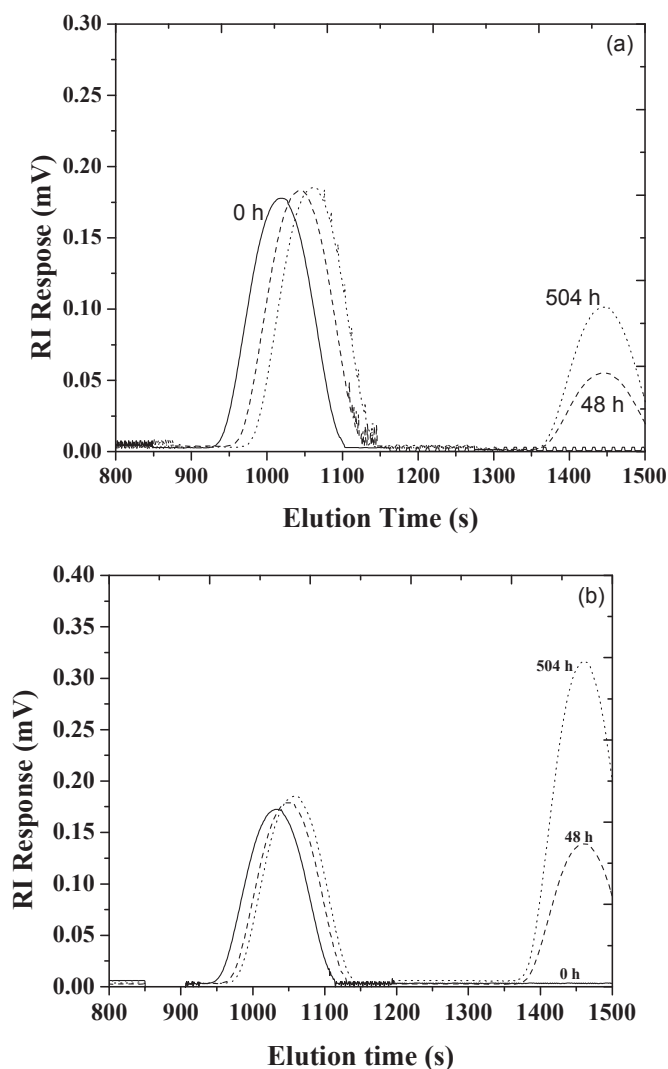 (a)
0.30
0.25
0.20
0.15
0.10
0.05
0.00
RI Respose (mV)
0 h
504 h
48 h
800 900 1000 1100 1200 1300 1400 1500
Elution Time (s)
(b)
0.40
0.35
0.30
0.25
0.20
0.15
0.10
0.05
0.00
RI Response (mV)
504 h
48 h
0 h
800 900 1000 1100 1200 1300 1400 1500
Elution time (s)